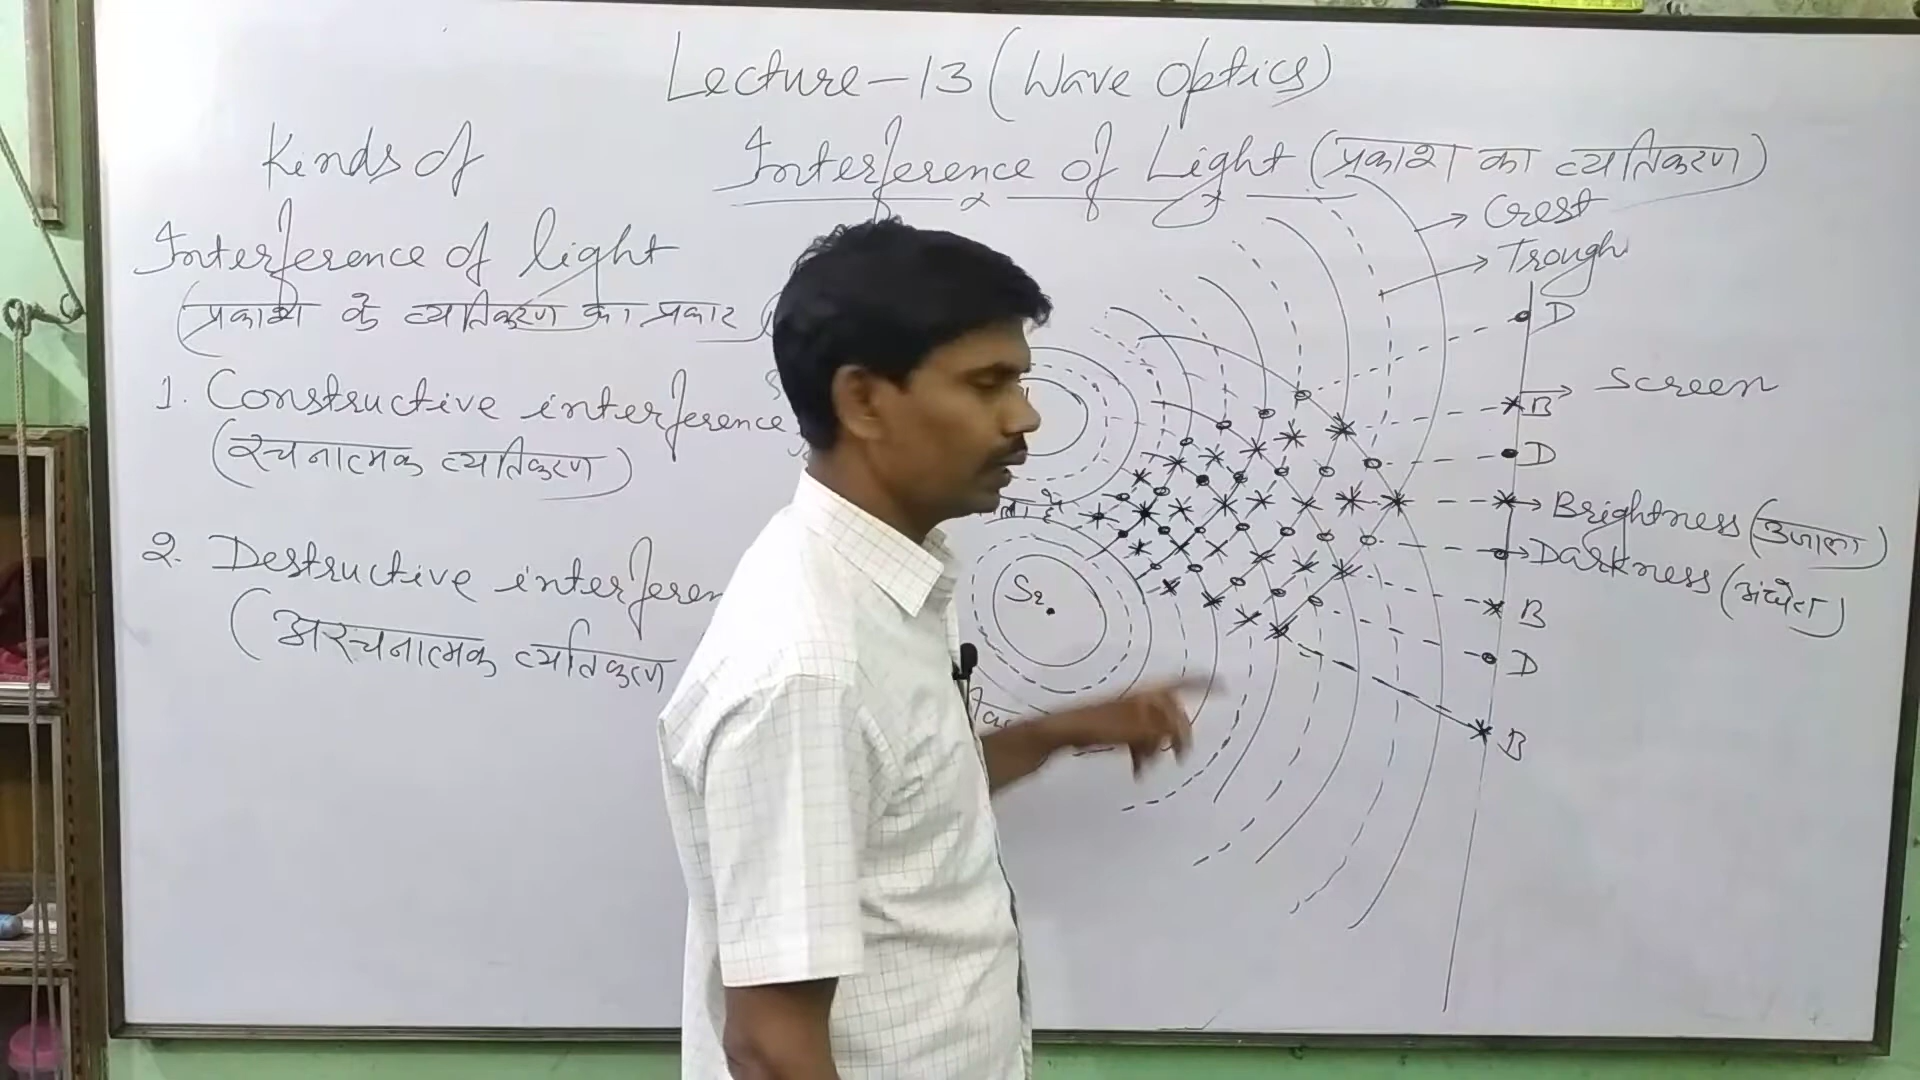 Lecture-13 (Wave Optics)
Interference of Light (प्रकाश का व्यतिकरण)
Kinds of
Interference of light
(प्रकाश के व्यतिकरण का प्रकार
1. Constructive interference
(रचनात्मक व्यतिकरण)
2. Destructive interferen
(अरचनात्मक व्यतिकरण
Crest
Trough
D
Screen
B
D
Brightness (उजाला)
Darkness (अंधेरा)
B
D
B
S2